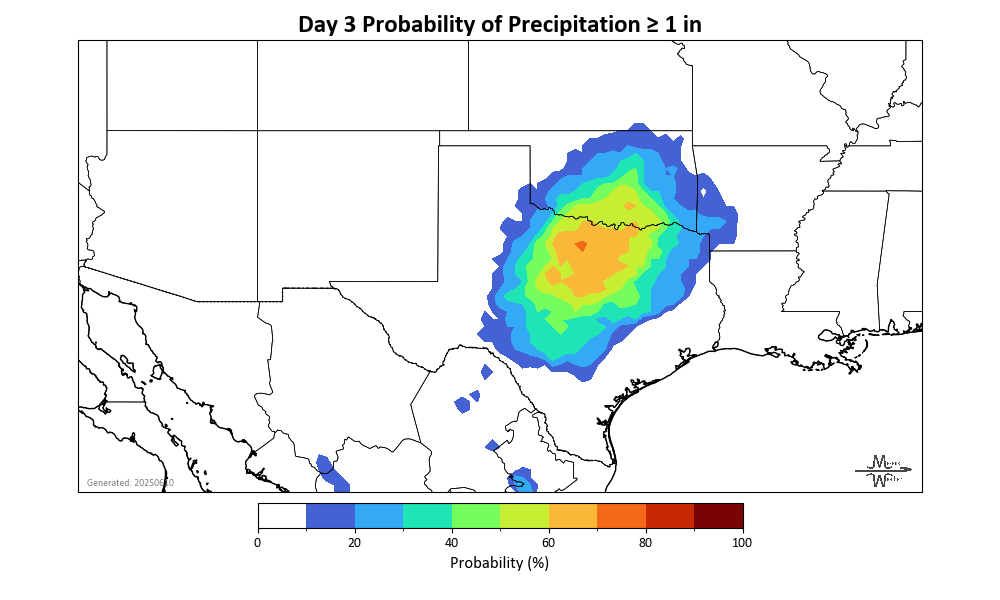 Day 3 Probability of Precipitation ≥ 1 in
Generated: 20250610
0 20 40 60 80 100
Probability (%)